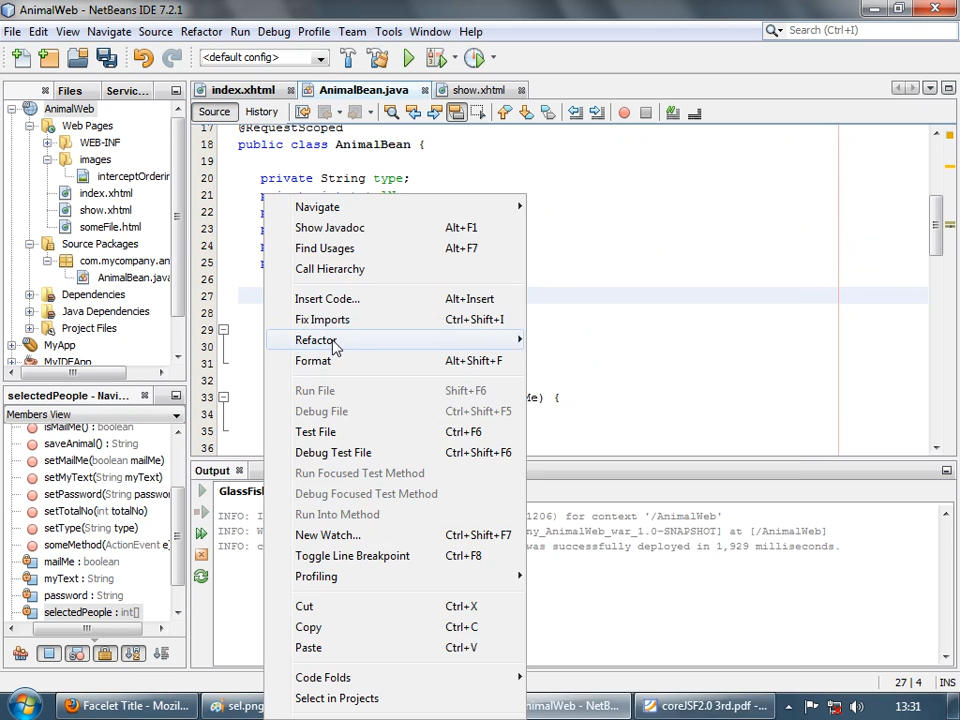 AnimalWeb - NetBeans IDE 7.2.1
File Edit View Navigate Source Refactor Run Debug Profile Team Tools Window Help
Search (Ctrl+I)
<default config>
Files Servic...
index.xhtml AnimalBean.java show.xhtml
Source History
AnimalWeb
Web Pages
WEB-INF
images
interceptOrderin
index.xhtml
show.xhtml
someFile.html
Source Packages
com.mycompany.an
AnimalBean.java
Dependencies
Java Dependencies
Project Files
MyApp
MyIDEApp
17 @RequestScoped
18 public class AnimalBean {
19
20 private String type;
21
22
23
24
25
26
27
28
29
30
31
32
33 Me) {
34
35
36
Navigate
Show Javadoc Alt+F1
Find Usages Alt+F7
Call Hierarchy
Insert Code... Alt+Insert
Fix Imports Ctrl+Shift+I
Refactor
Format Alt+Shift+F
Run File Shift+F6
Debug File Ctrl+Shift+F5
Test File Ctrl+F6
Debug Test File Ctrl+Shift+F6
Run Focused Test Method
Debug Focused Test Method
Run Into Method
New Watch... Ctrl+Shift+F7
Toggle Line Breakpoint Ctrl+F8
Profiling
Cut Ctrl+X
Copy Ctrl+C
Paste Ctrl+V
Code Folds
Select in Projects
selectedPeople - Navi...
Members View
isMailMe() : boolean
saveAnimal() : String
setMailMe(boolean mailMe)
setMyText(String myText)
setPassword(String passwor
setTotalNo(int totalNo)
setType(String type)
someMethod(ActionEvent e
mailMe : boolean
myText : String
password : String
selectedPeople : int[]
Output
GlassFish
INFO: I 1206) for context '/AnimalWeb'
INFO: W ny_AnimalWeb_war_1.0-SNAPSHOT] at [/AnimalWeb]
INFO: c was successfully deployed in 1,929 milliseconds.
27 | 4 INS
Facelet Title - Mozil...
sel.png
nimalWeb - NetB...
coreJSF2.0 3rd.pdf - ...
13:31